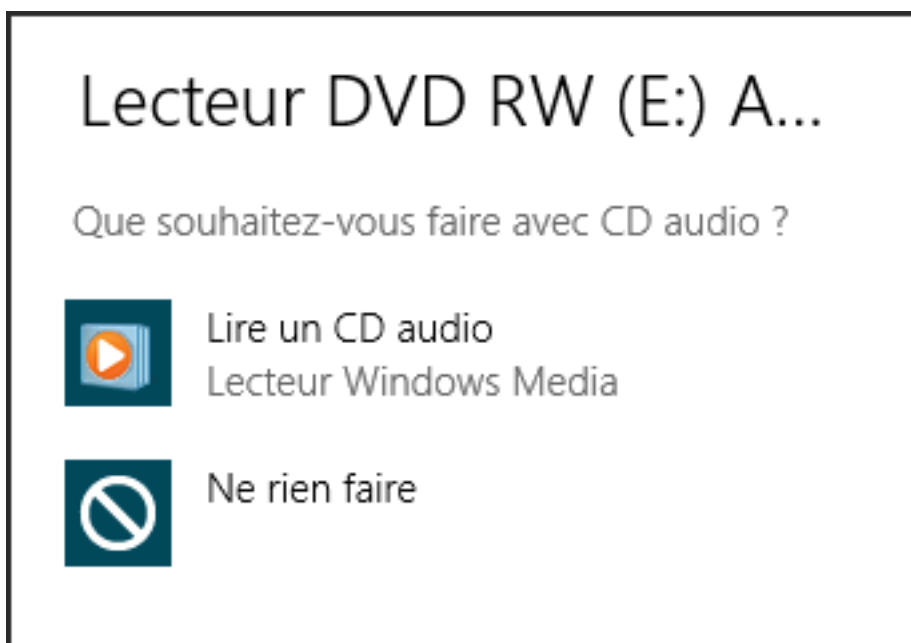 Lecteur DVD RW (E:) A...
Que souhaitez-vous faire avec CD audio ?
Lire un CD audio
Lecteur Windows Media
Ne rien faire